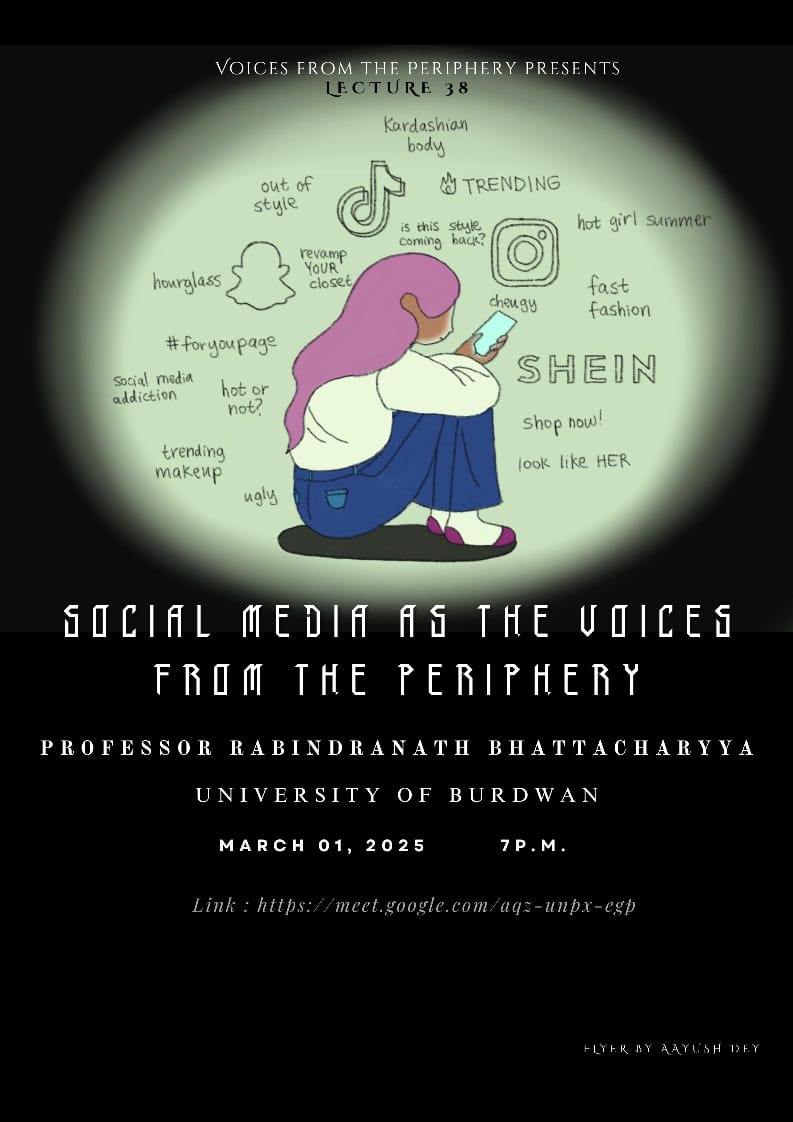 VOICES FROM THE PERIPHERY PRESENTS
LECTURE 38
Kardashian
body
out of
style
TRENDING
is this style
coming back?
hot girl summer
revamp
YOUR
closet
hourglass
fast
fashion
cheugy
#foryoupage
SHEIN
social media
addiction
hot or
not?
shop now!
trending
makeup
look like HER
ugly
SOCIAL MEDIA AS THE VOICES
FROM THE PERIPHERY
PROFESSOR RABINDRANATH BHATTACHARYYA
UNIVERSITY OF BURDWAN
MARCH 01, 2025 7P.M.
Link : https://meet.google.com/aqz-unpx-egp
FLYER BY AAYUSH DEY